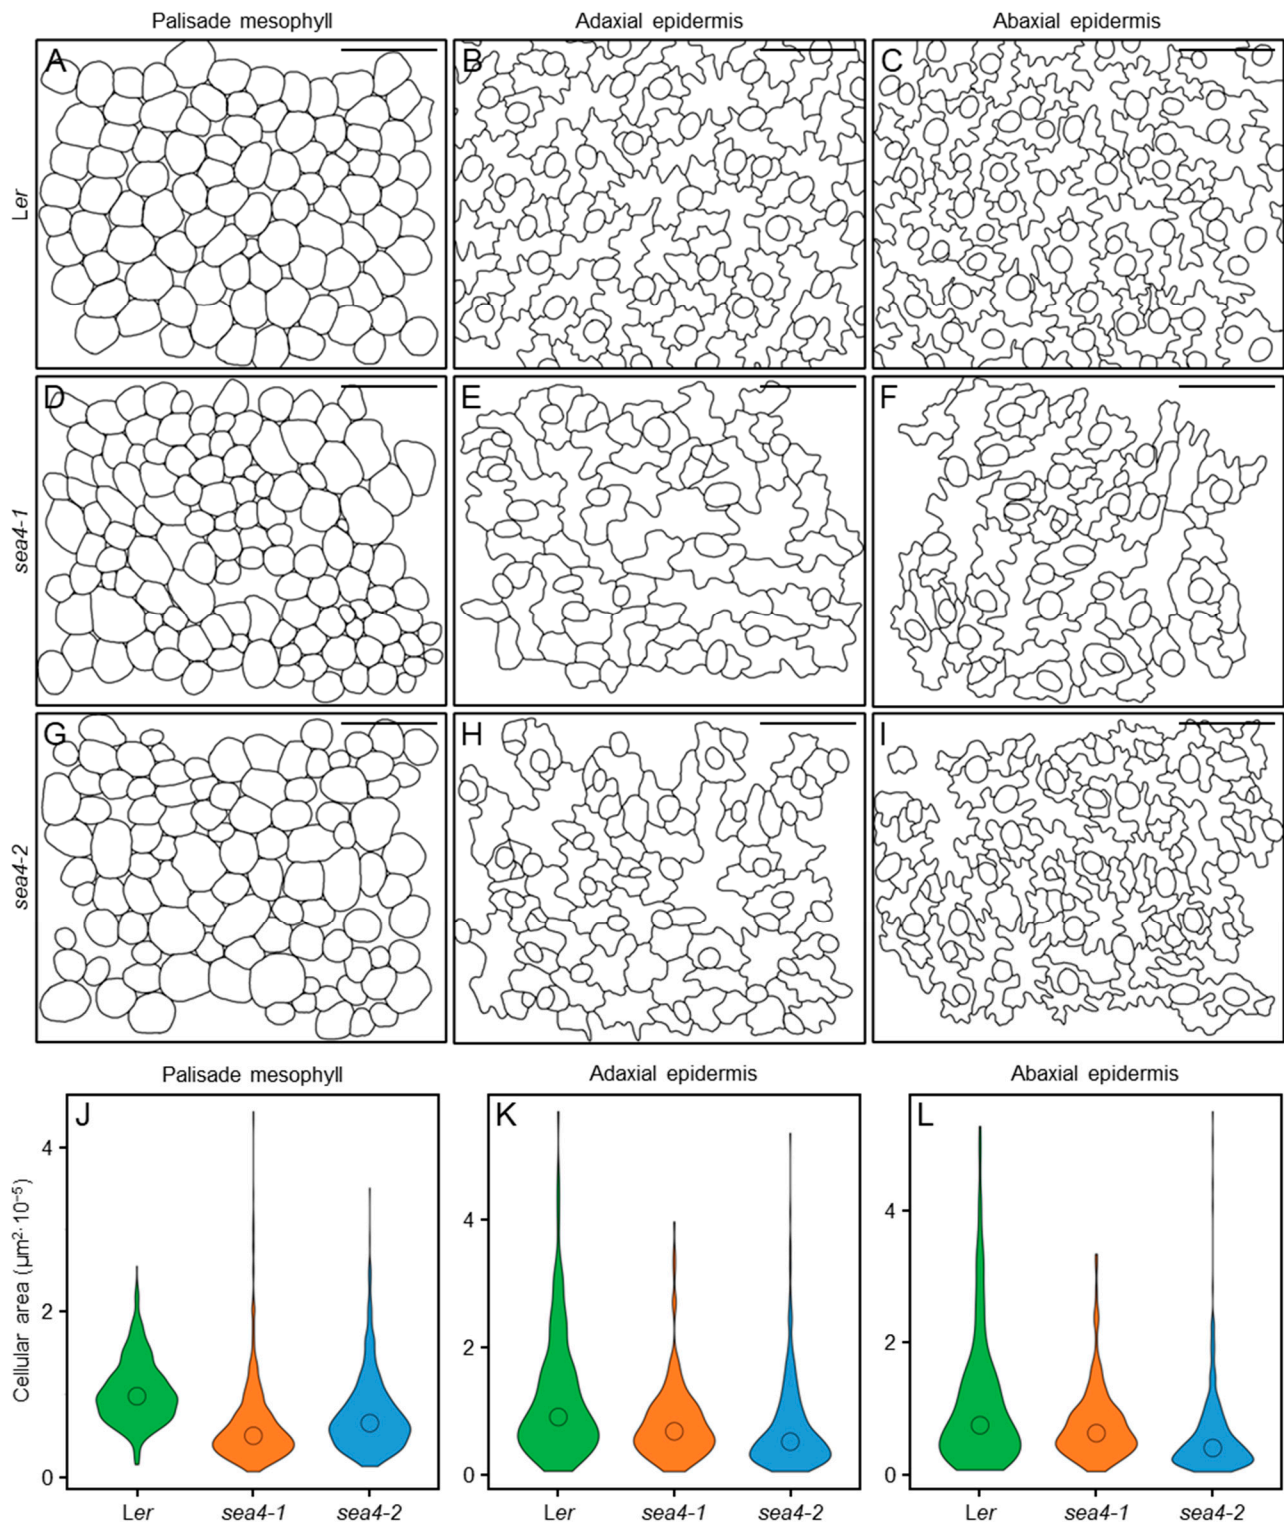 Palisade mesophyll Adaxial epidermis Abaxial epidermis
A B C
Ler
D E F
sea4-1
G H I
sea4-2
Palisade mesophyll Adaxial epidermis Abaxial epidermis
J K L
Cellular area (µm²·10⁻⁵)
4
2
0
4
2
0
4
2
0
Ler sea4-1 sea4-2 Ler sea4-1 sea4-2 Ler sea4-1 sea4-2